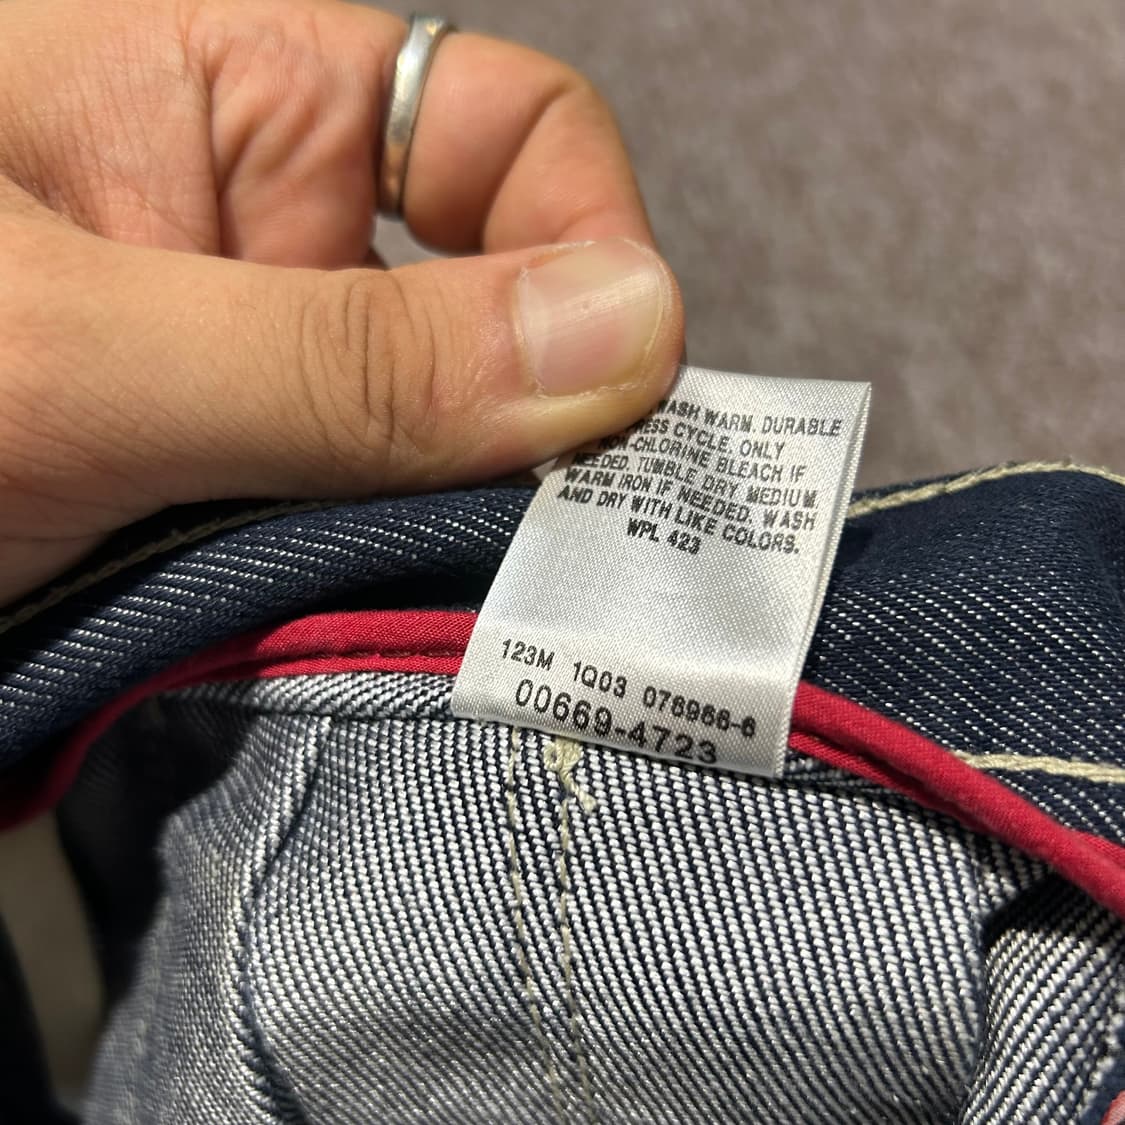 WASH WARM. DURABLE
PRESS CYCLE. ONLY
NON-CHLORINE BLEACH IF
NEEDED. TUMBLE DRY MEDIUM.
WARM IRON IF NEEDED. WASH
AND DRY WITH LIKE COLORS.
WPL 423
123M 1Q03 076966-6
00669-4723